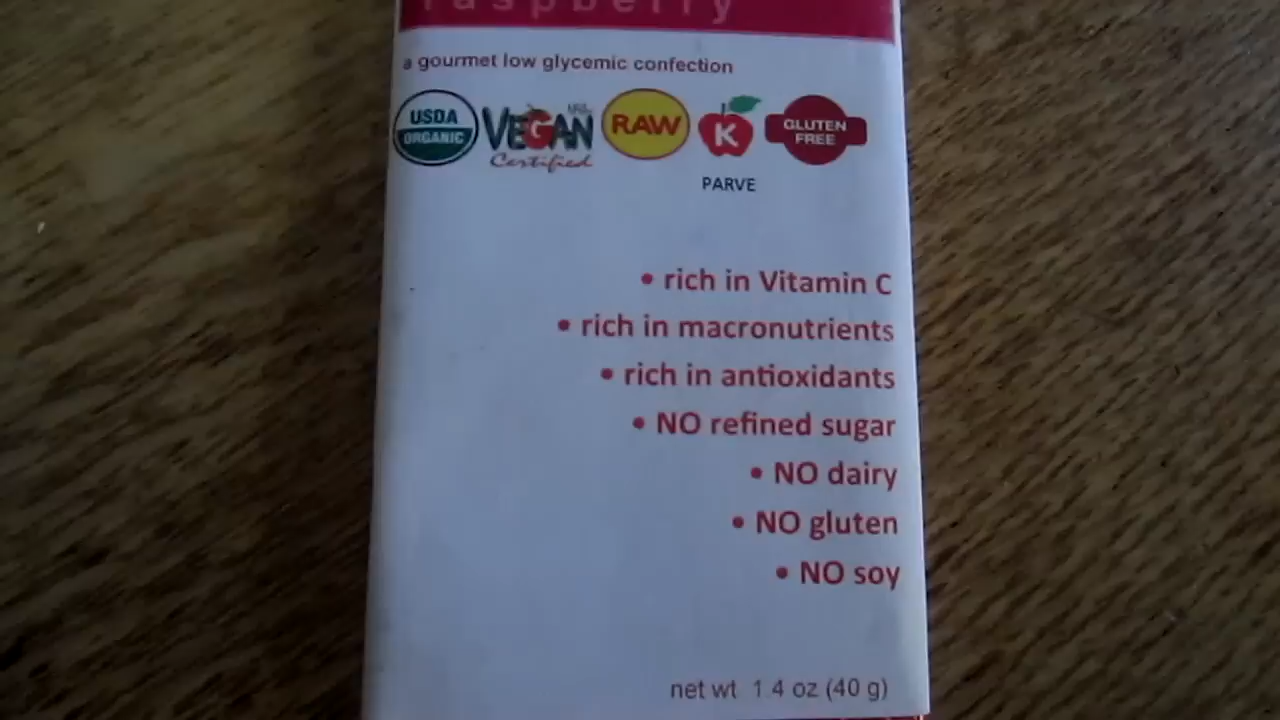 raspberry
a gourmet low glycemic confection
USDA
ORGANIC
VEGAN
Certified
RAW
K
GLUTEN
FREE
PARVE
• rich in Vitamin C
• rich in macronutrients
• rich in antioxidants
• NO refined sugar
• NO dairy
• NO gluten
• NO soy
net wt 1.4 oz (40 g)